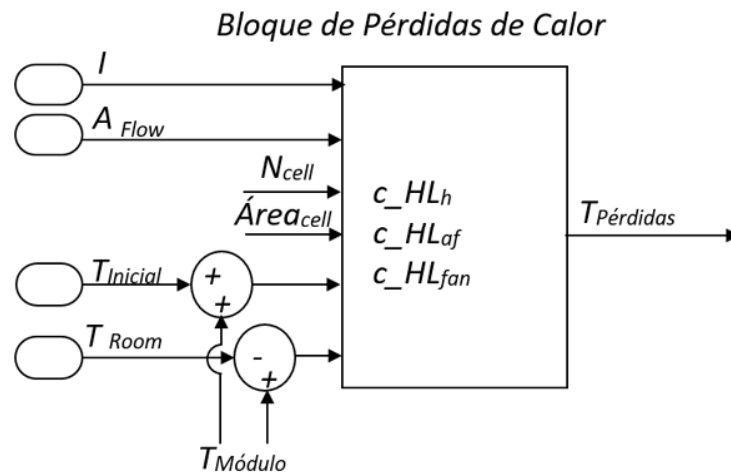 Bloque de Pérdidas de Calor
I
A Flow
Ncell
Áreacell
c_HLh
c_HLaf
c_HLfan
TPérdidas
TInicial
+
+
T Room
-
+
TMódulo